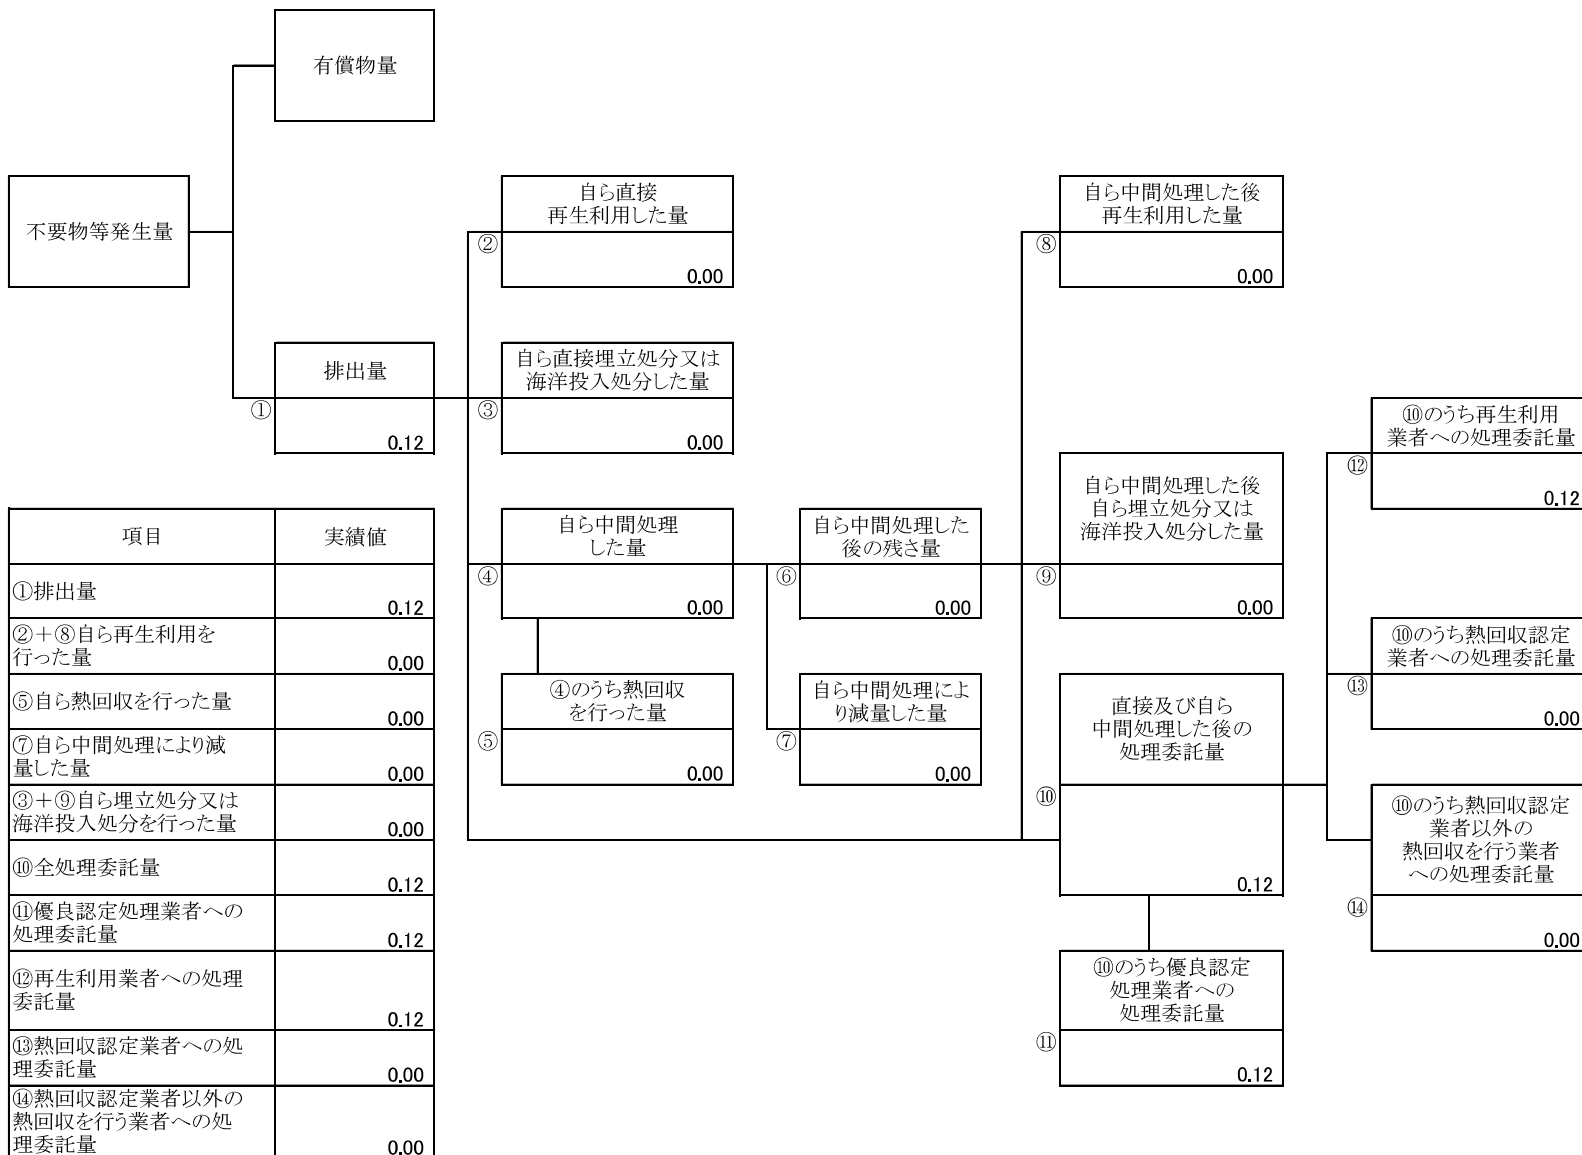 有償物量
不要物等発生量
自ら直接
再生利用した量
②
0.00
自ら中間処理した後
再生利用した量
⑧
0.00
排出量
①
0.12
自ら直接埋立処分又は
海洋投入処分した量
③
0.00
⑩のうち再生利用
業者への処理委託量
⑫
0.12
自ら中間処理
した量
④
0.00
自ら中間処理した
後の残さ量
⑥
0.00
自ら中間処理した後
自ら埋立処分又は
海洋投入処分した量
⑨
0.00
⑩のうち熱回収認定
業者への処理委託量
⑬
0.00
④のうち熱回収
を行った量
⑤
0.00
自ら中間処理によ
り減量した量
⑦
0.00
直接及び自ら
中間処理した後の
処理委託量
⑩
0.12
⑩のうち熱回収認定
業者以外の
熱回収を行う業者
への処理委託量
⑭
0.00
⑩のうち優良認定
処理業者への
処理委託量
⑪
0.12
項目 実績値
①排出量
0.12
②+⑧自ら再生利用を
行った量 0.00
⑤自ら熱回収を行った量
0.00
⑦自ら中間処理により減
量した量 0.00
③+⑨自ら埋立処分又は
海洋投入処分を行った量 0.00
⑩全処理委託量
0.12
⑪優良認定処理業者への
処理委託量 0.12
⑫再生利用業者への処理
委託量
0.12
⑬熱回収認定業者への処
理委託量 0.00
⑭熱回収認定業者以外の
熱回収を行う業者への処
理委託量 0.00